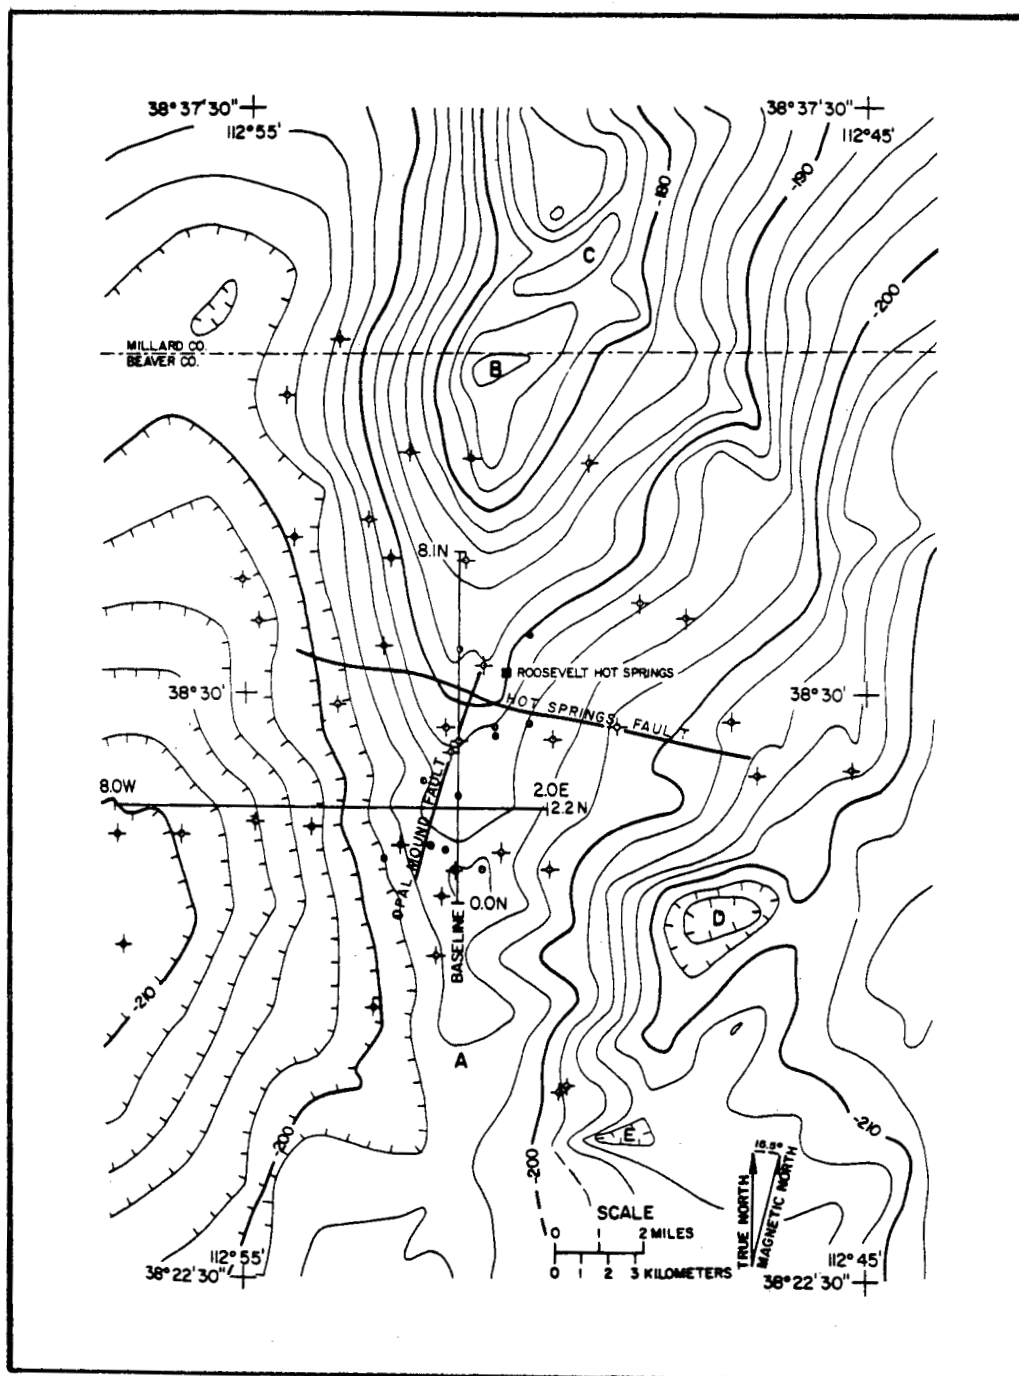 38°37'30"
112°55'
38°37'30"
112°45'
-180
-190
-200
C
MILLARD CO.
BEAVER CO.
B
8.1N
ROOSEVELT HOT SPRINGS
38°30'
38°30'
HOT SPRINGS FAULT
8.0W
2.0E
2.2N
OPAL MOUND FAULT
D
0.0N
BASELINE
-210
A
-210
E
-200
-200
16.5°
TRUE NORTH
MAGNETIC NORTH
SCALE
0 1 2 MILES
0 1 2 3 KILOMETERS
112°55'
38°22'30"
112°45'
38°22'30"